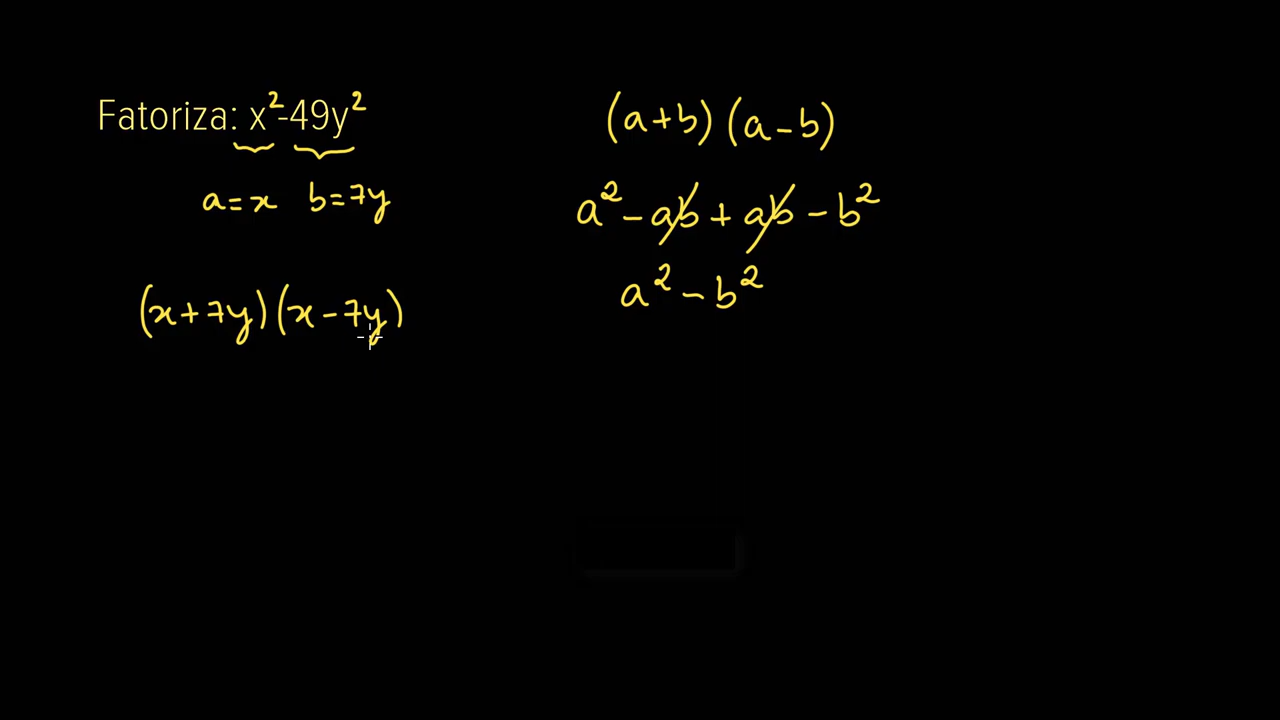 Fatoriza: x²-49y²
a=x b=7y
(x+7y)(x-7y)
(a+b)(a-b)
a²-ab+ab-b²
a²-b²